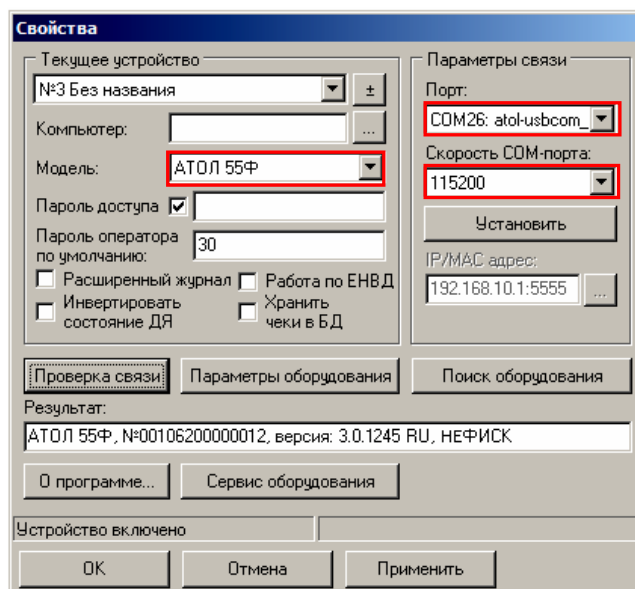 Свойства
Текущее устройство
№3 Без названия
±
Компьютер:
...
Модель:
АТОЛ 55Ф
Пароль доступа
Пароль оператора
по умолчанию:
30
Расширенный журнал
Работа по ЕНВД
Инвертировать
состояние ДЯ
Хранить
чеки в БД
Параметры связи
Порт:
COM26: atol-usbcom_
Скорость COM-порта:
115200
Установить
IP/MAC адрес:
192.168.10.1:5555
...
Проверка связи
Параметры оборудования
Поиск оборудования
Результат:
АТОЛ 55Ф, №00106200000012, версия: 3.0.1245 RU, НЕФИСК
О программе...
Сервис оборудования
Устройство включено
OK
Отмена
Применить